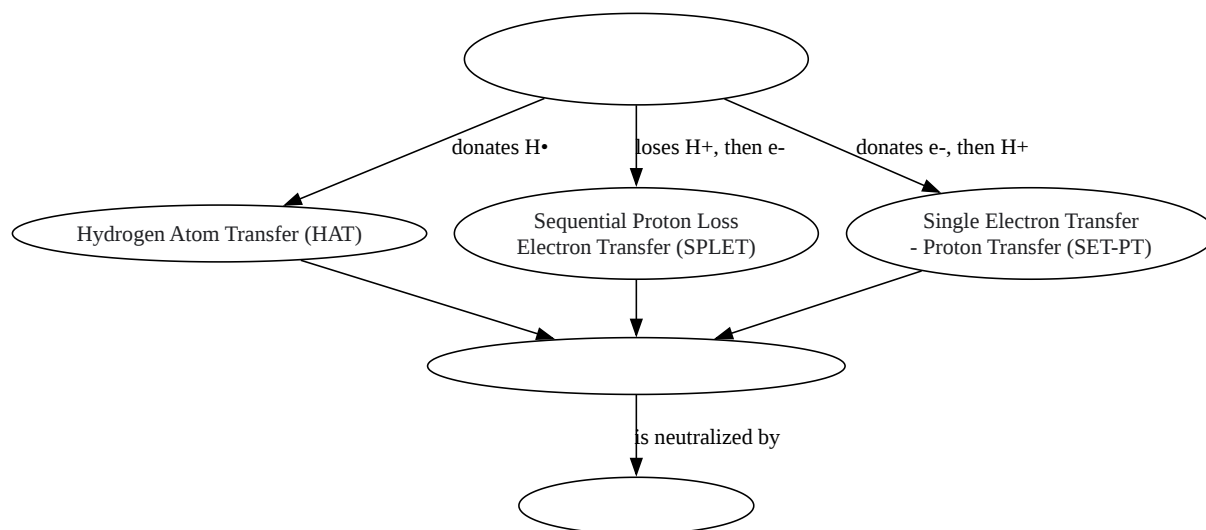 donates H•
loses H+, then e-
donates e-, then H+
Hydrogen Atom Transfer (HAT)
Sequential Proton Loss
Electron Transfer (SPLET)
Single Electron Transfer
- Proton Transfer (SET-PT)
is neutralized by